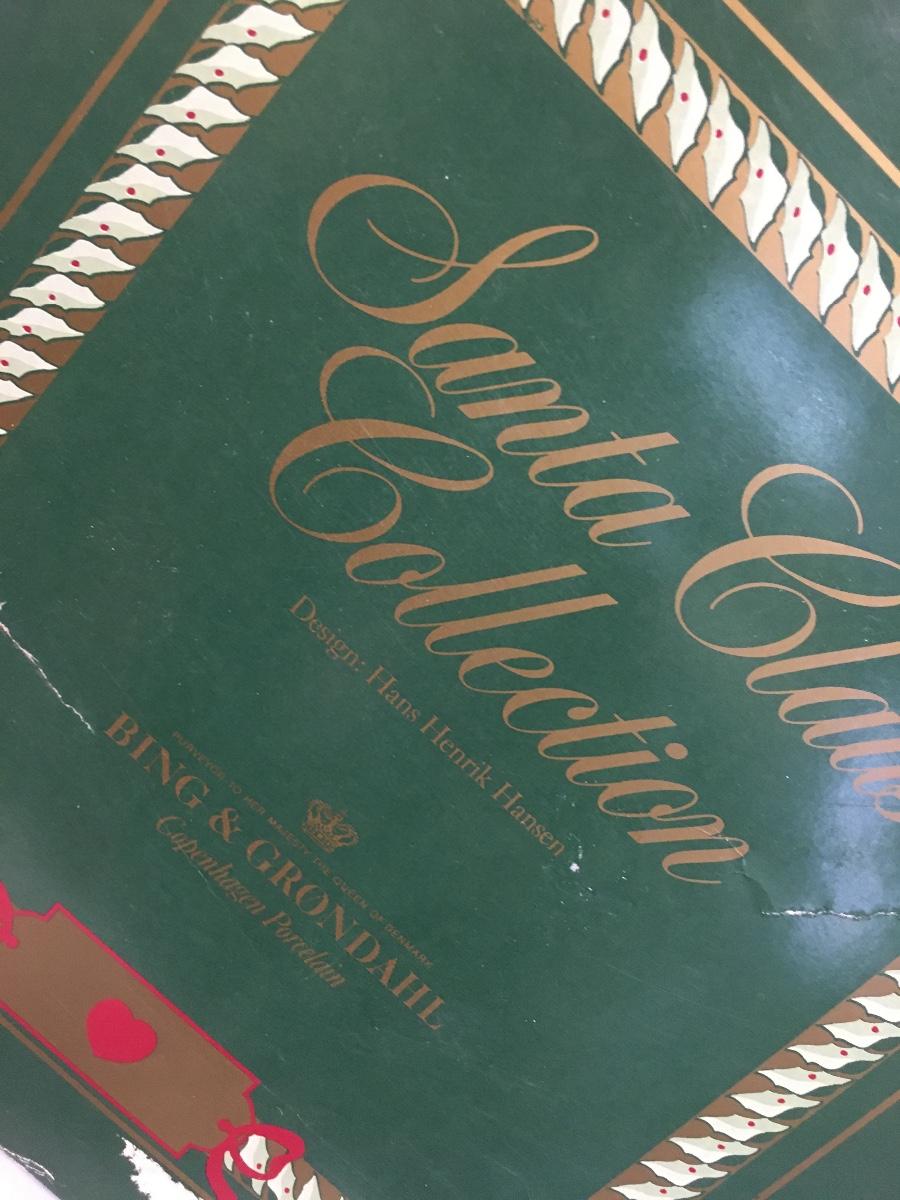 Santa Claus
Collection
Design: Hans Henrik Hansen
PURVEYOR TO HER MAJESTY THE QUEEN OF DENMARK
BING & GRONDAHL
Copenhagen Porcelain